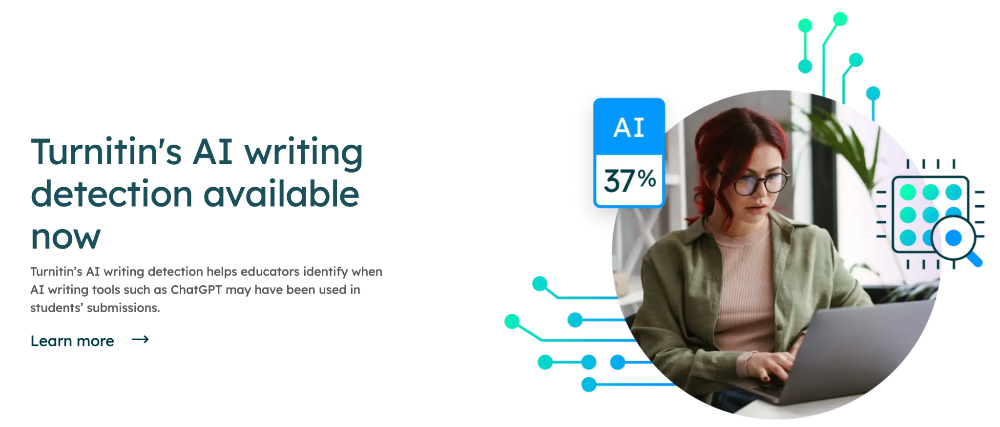 Turnitin's AI writing
detection available
now
Turnitin’s AI writing detection helps educators identify when
AI writing tools such as ChatGPT may have been used in
students’ submissions.
Learn more →
AI
37%